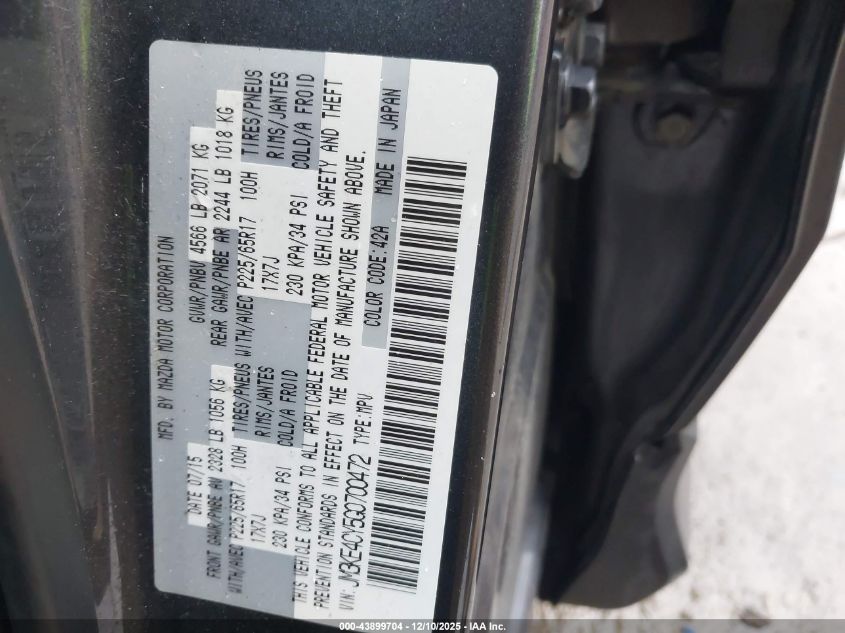 MFD. BY MAZDA MOTOR CORPORATION
DATE 07/15 GVWR/PNBV 4566 LB 2071 KG
FRONT GAWR/PNBE AV 2328 LB 1056 KG REAR GAWR/PNBE AR 2244 LB 1018 KG
WITH/AVEC P225/65R17 100H TIRES/PNEUS WITH/AVEC P225/65R17 100H TIRES/PNEUS
17X7J RIMS/JANTES 17X7J RIMS/JANTES
230 KPA/34 PSI COLD/A FROID 230 KPA/34 PSI COLD/A FROID
THIS VEHICLE CONFORMS TO ALL APPLICABLE FEDERAL MOTOR VEHICLE SAFETY AND THEFT
PREVENTION STANDARDS IN EFFECT ON THE DATE OF MANUFACTURE SHOWN ABOVE.
VIN: JM3KE4CY5G0700472 TYPE:MPV COLOR CODE:42A MADE IN JAPAN
000-43899704 — 12/10/2025 — IAA Inc.